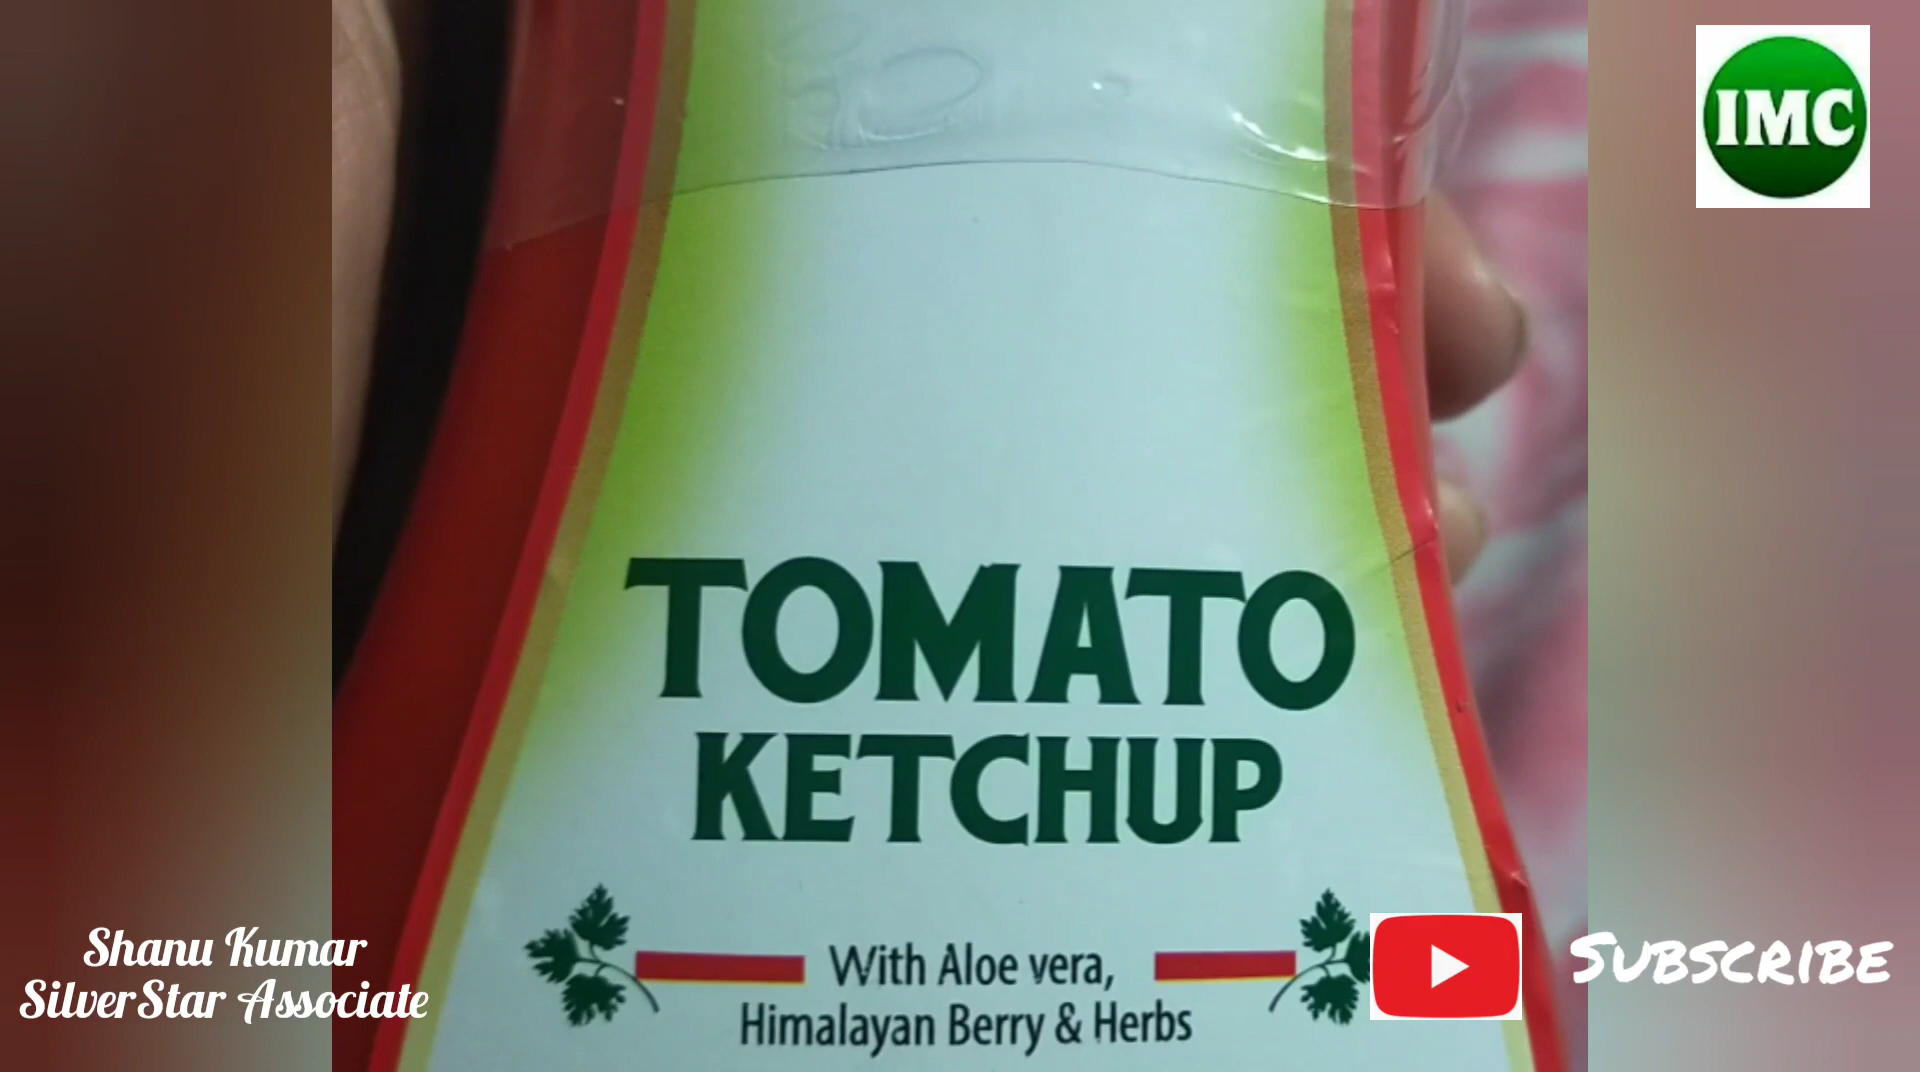 IMC
TOMATO
KETCHUP
With Aloe vera,
Himalayan Berry & Herbs
Shanu Kumar
SilverStar Associate
SUBSCRIBE